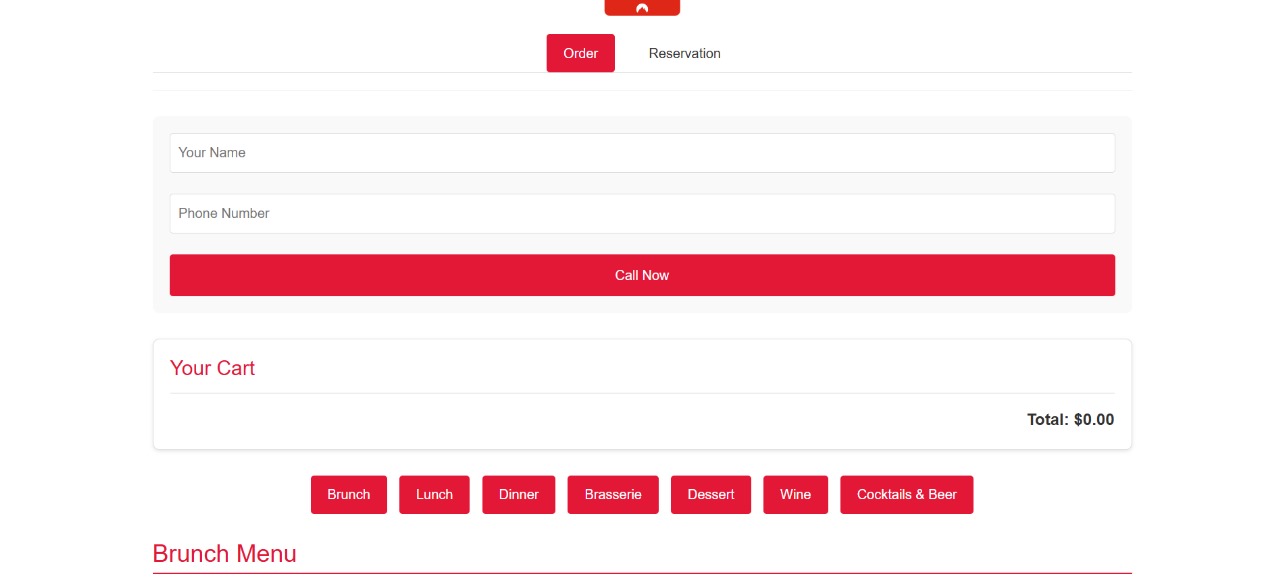 Order Reservation
Your Name
Phone Number
Call Now
Your Cart
Total: $0.00
Brunch Lunch Dinner Brasserie Dessert Wine Cocktails & Beer
Brunch Menu